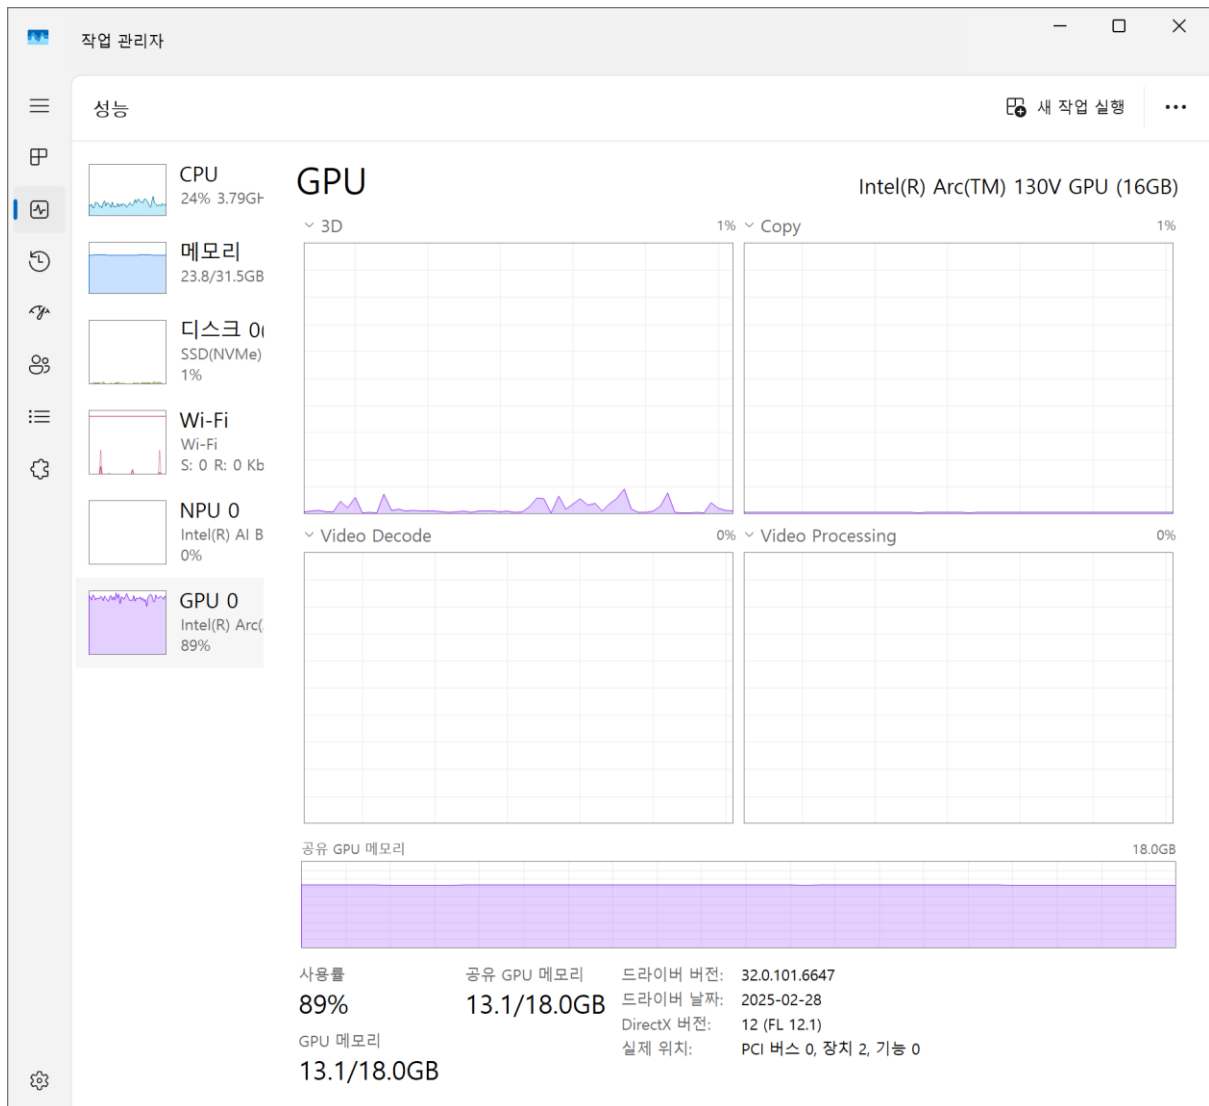 작업 관리자
성능
새 작업 실행
CPU
24% 3.79GH
메모리
23.8/31.5GB
디스크 0(
SSD(NVMe)
1%
Wi-Fi
Wi-Fi
S: 0 R: 0 Kb
NPU 0
Intel(R) AI B
0%
GPU 0
Intel(R) Arc(
89%
GPU
Intel(R) Arc(TM) 130V GPU (16GB)
3D 1%
Copy 1%
Video Decode 0%
Video Processing 0%
공유 GPU 메모리 18.0GB
사용률
89%
GPU 메모리
13.1/18.0GB
공유 GPU 메모리
13.1/18.0GB
드라이버 버전: 32.0.101.6647
드라이버 날짜: 2025-02-28
DirectX 버전: 12 (FL 12.1)
실제 위치: PCI 버스 0, 장치 2, 기능 0